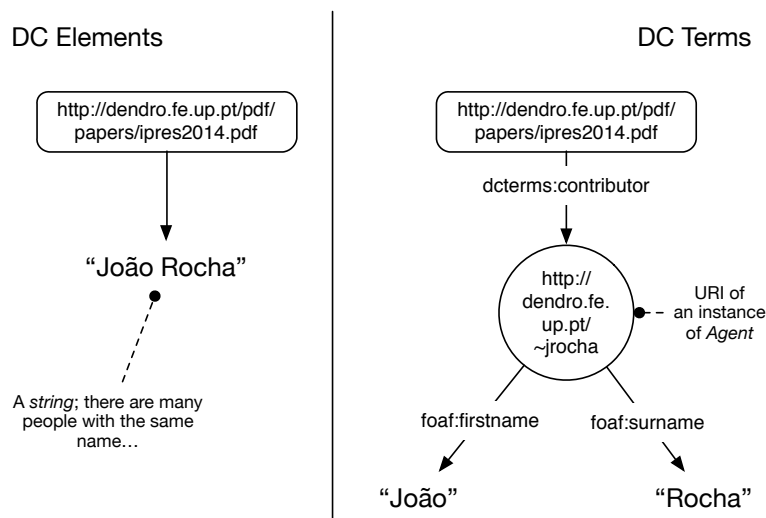 DC Elements
http://dendro.fe.up.pt/pdf/
papers/ipres2014.pdf
“João Rocha”
A string; there are many
people with the same
name…
DC Terms
http://dendro.fe.up.pt/pdf/
papers/ipres2014.pdf
dcterms:contributor
http://
dendro.fe.
up.pt/
~jrocha
URI of
an instance
of Agent
foaf:firstname
foaf:surname
“João”
“Rocha”